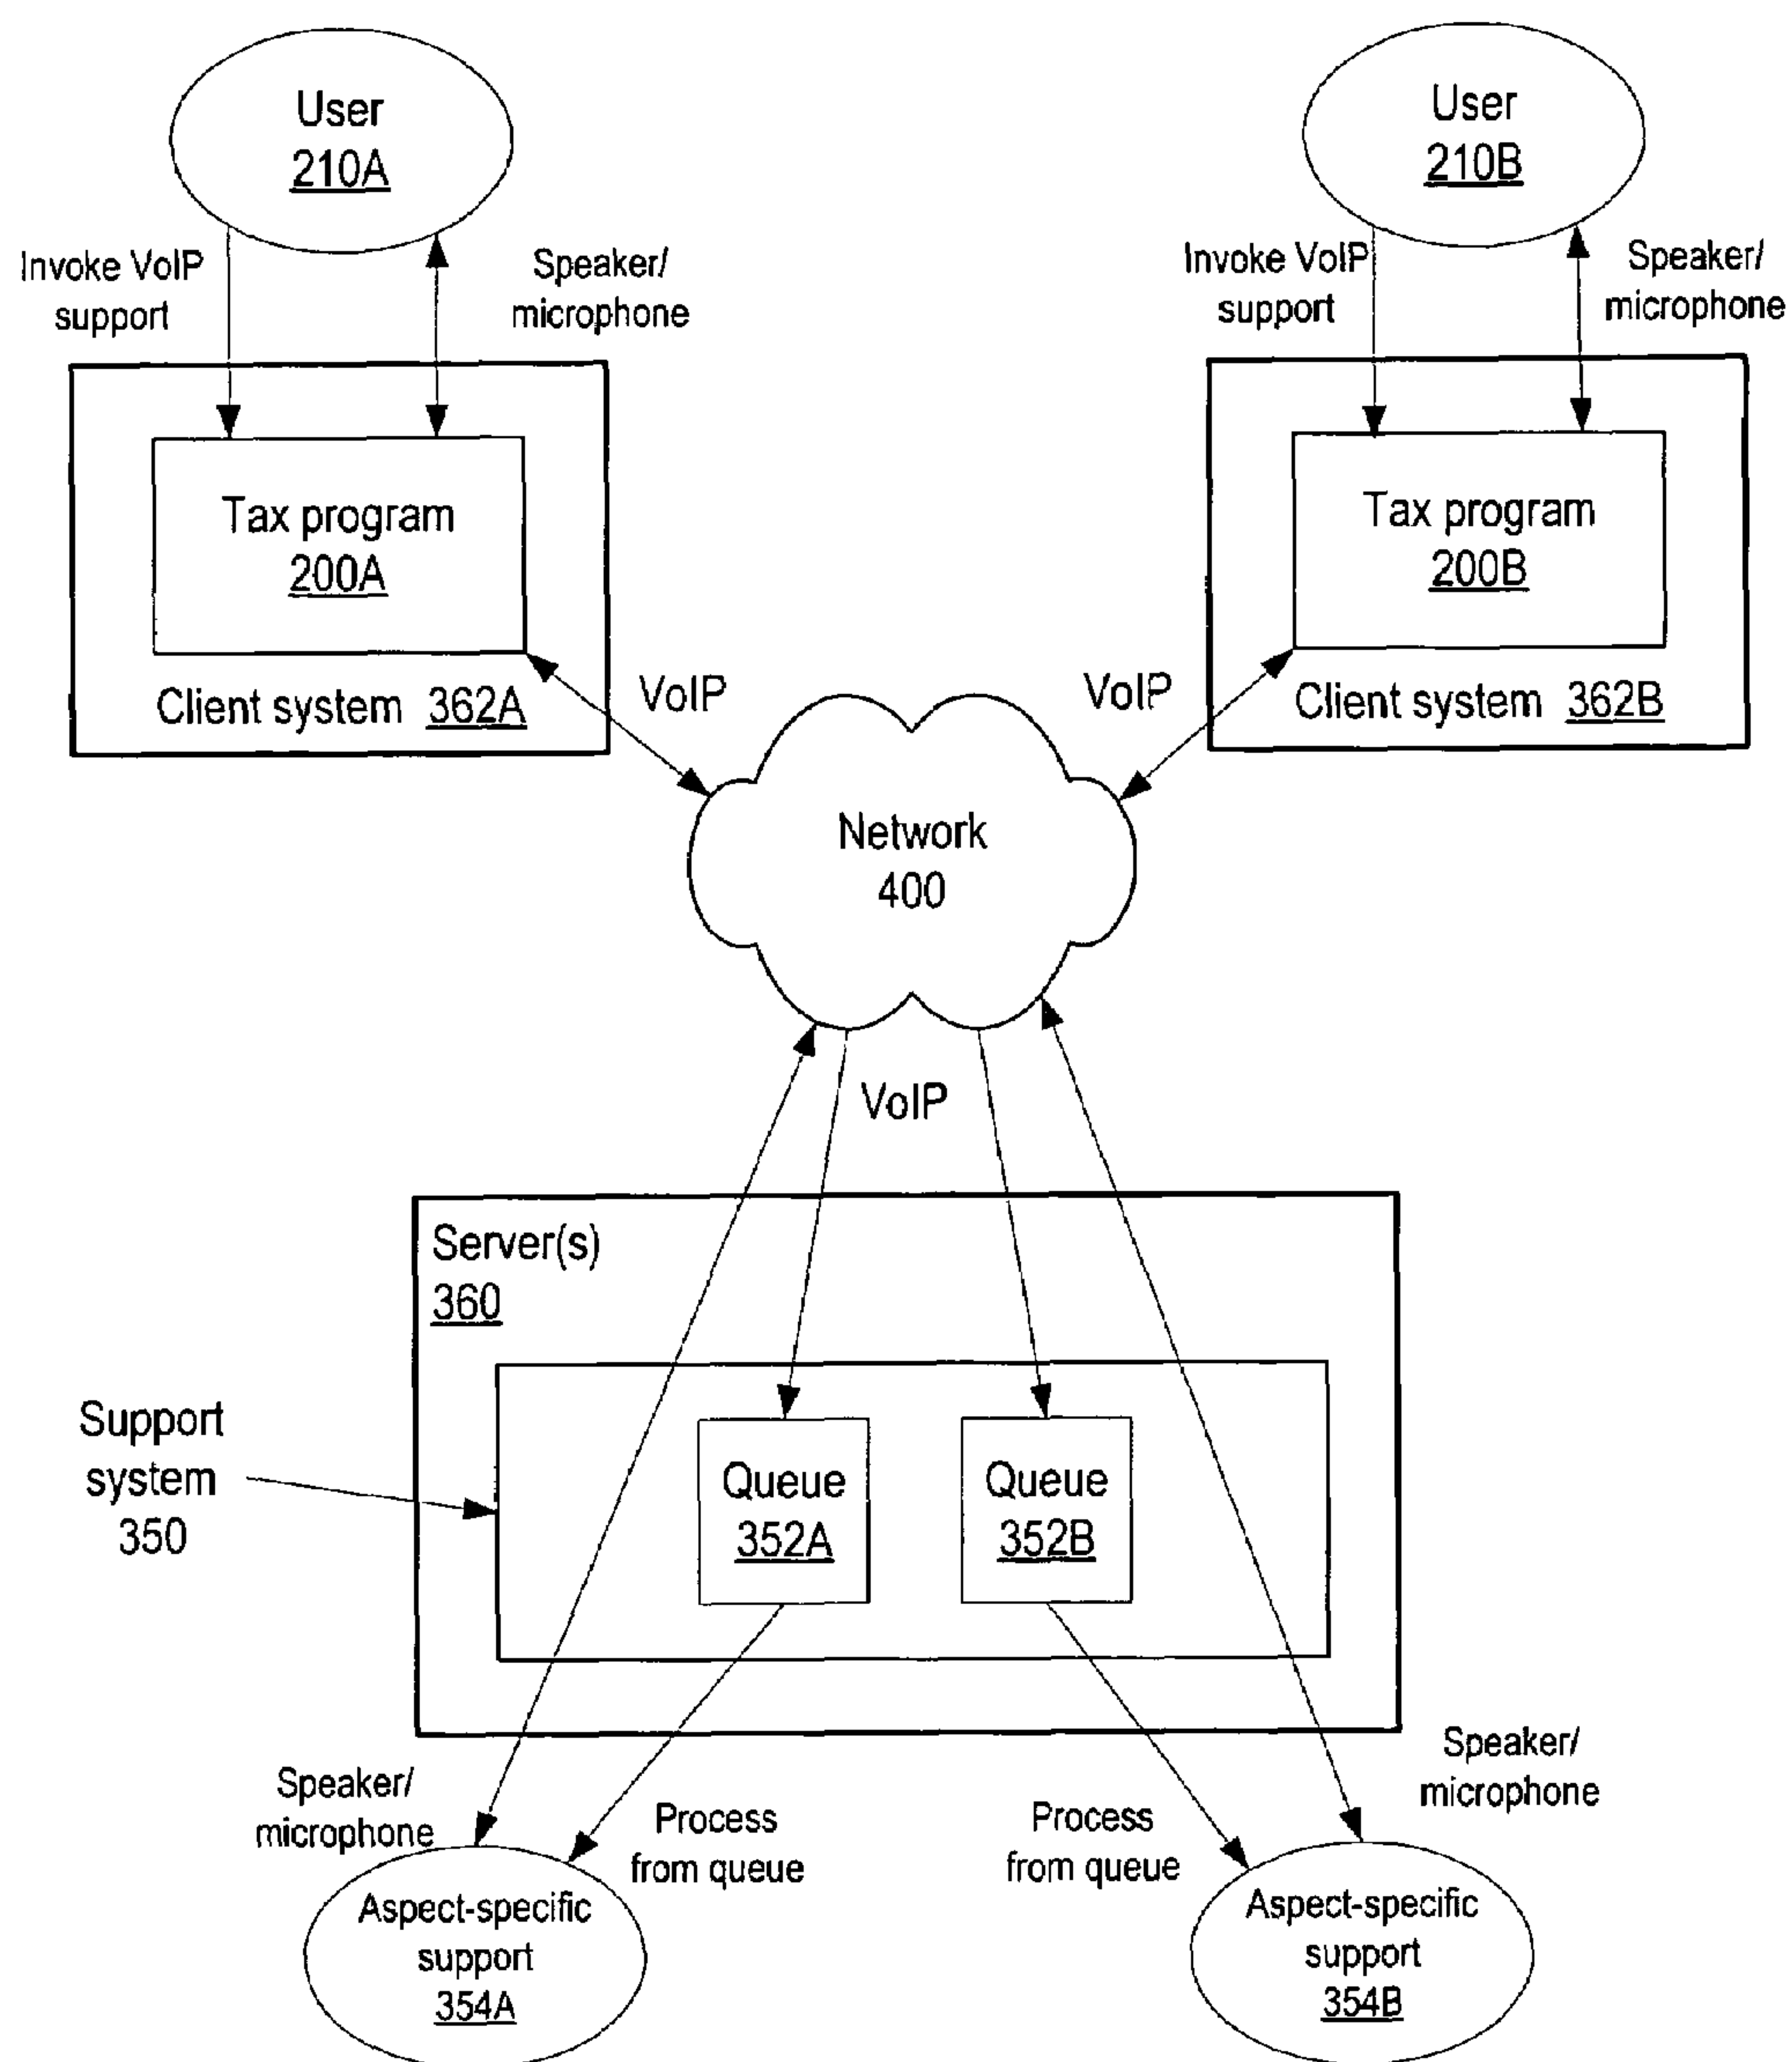 User
210A
User
210B
Invoke VoIP
support
Speaker/
microphone
Invoke VoIP
support
Speaker/
microphone
Tax program
200A
Tax program
200B
Client system 362A
VoIP
VoIP
Client system 362B
Network
400
VoIP
Server(s)
360
Support
system
350
Queue
352A
Queue
352B
Speaker/
microphone
Process
from queue
Process
from queue
Speaker/
microphone
Aspect-specific
support
354A
Aspect-specific
support
354B